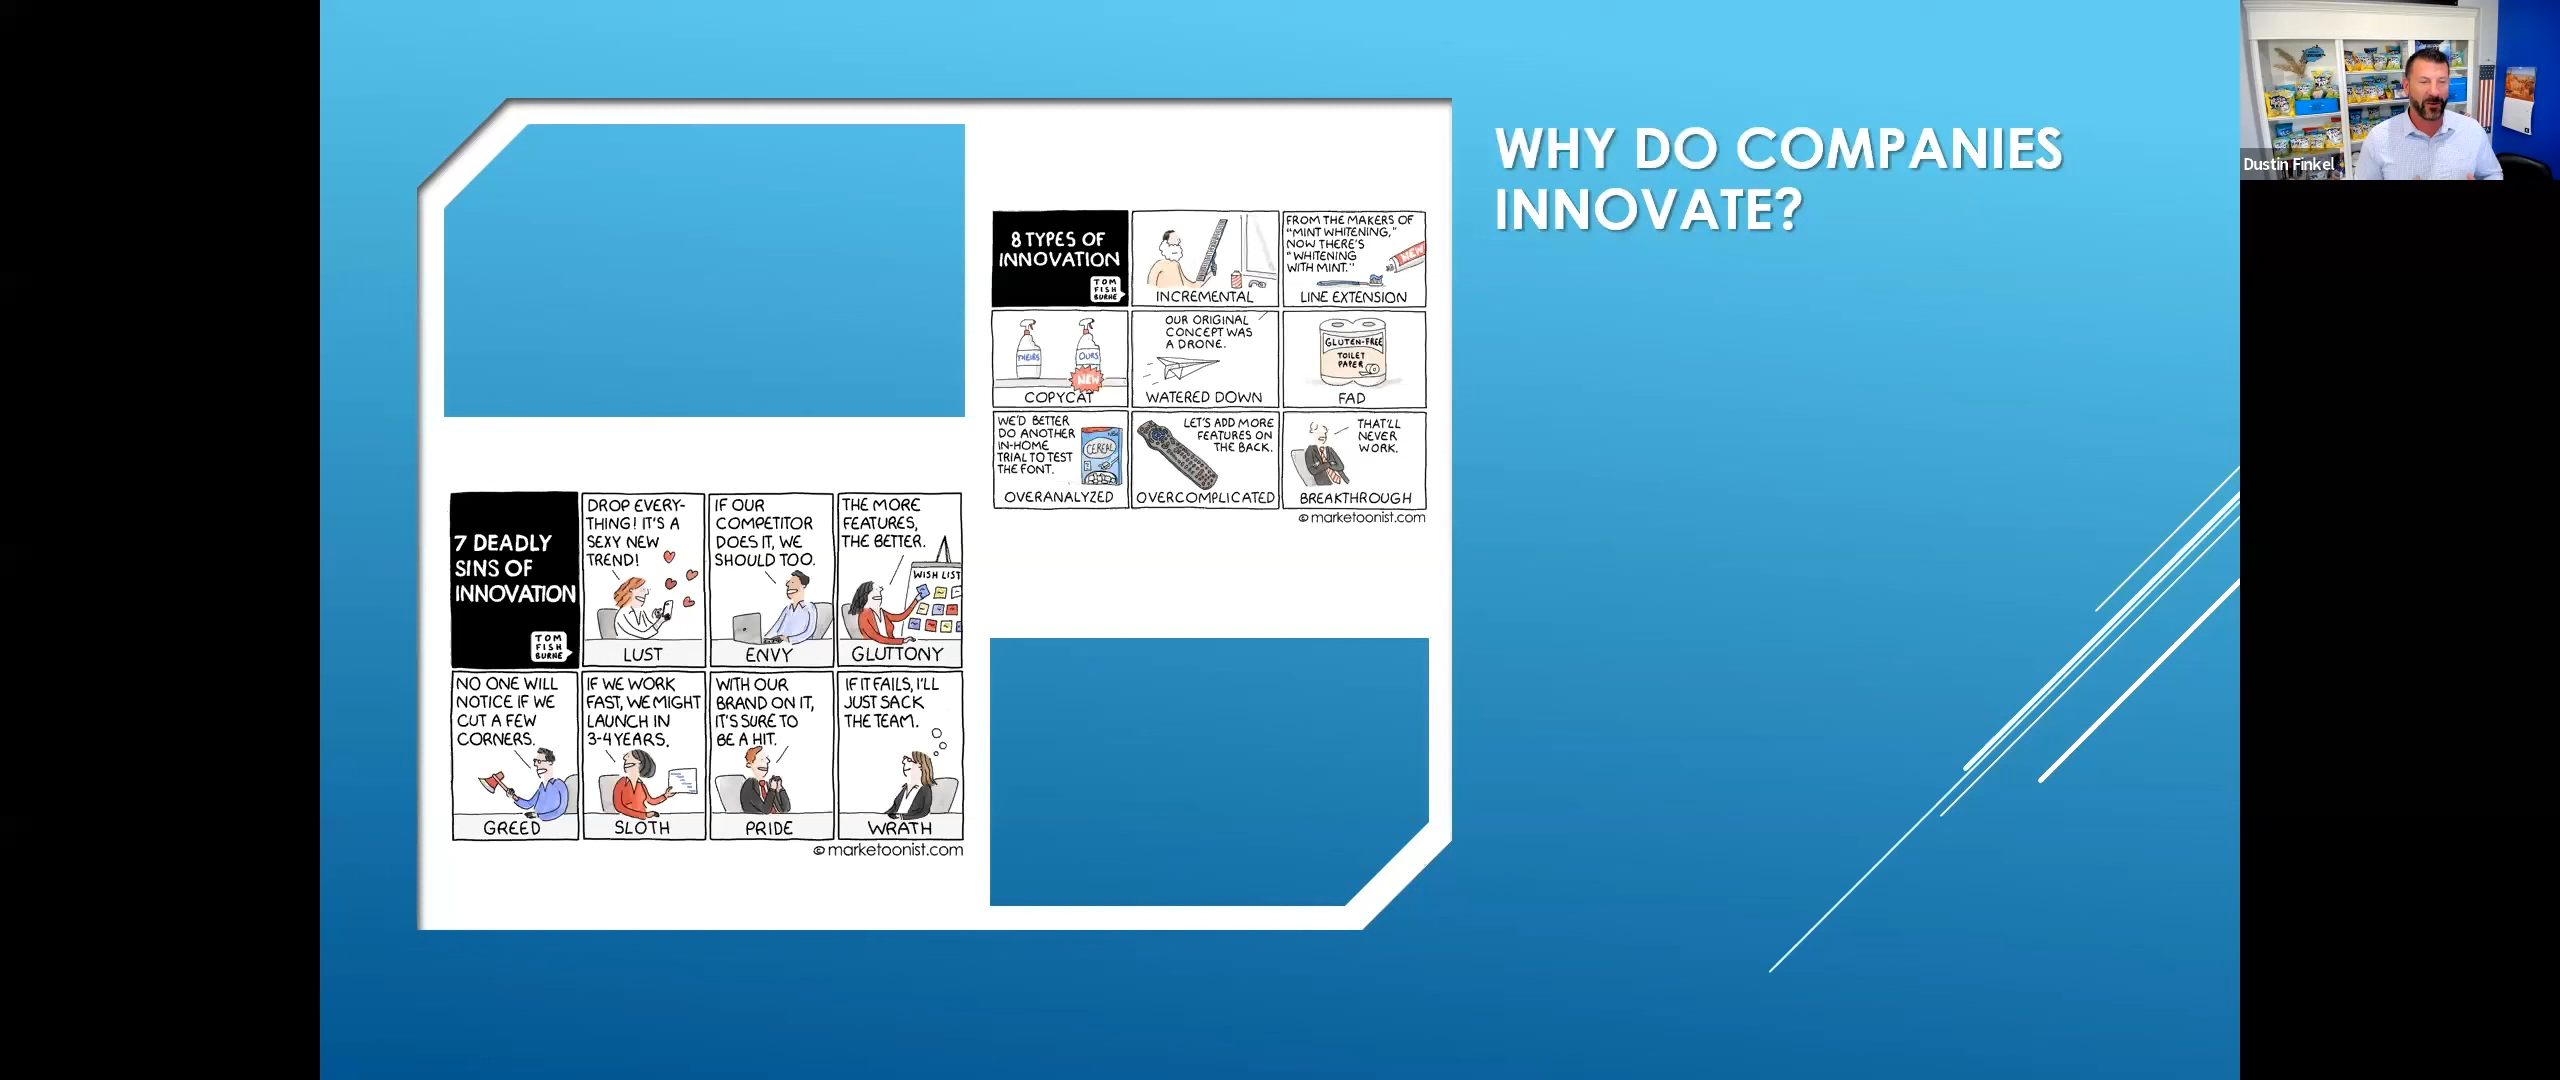 WHY DO COMPANIES
INNOVATE?
8 TYPES OF
INNOVATION
TOM
FISH
BURNE
INCREMENTAL
FROM THE MAKERS OF
"MINT WHITENING,"
NOW THERE'S
"WHITENING
WITH MINT."
NEW
LINE EXTENSION
THEIRS
OURS
NEW
COPYCAT
OUR ORIGINAL
CONCEPT WAS
A DRONE.
WATERED DOWN
GLUTEN-FREE
TOILET
PAPER
FAD
WE'D BETTER
DO ANOTHER
IN-HOME
TRIAL TO TEST
THE FONT.
NEW
CEREAL
OVERANALYZED
LET'S ADD MORE
FEATURES ON
THE BACK.
OVERCOMPLICATED
THAT'LL
NEVER
WORK.
BREAKTHROUGH
© marketoonist.com
7 DEADLY
SINS OF
INNOVATION
TOM
FISH
BURNE
DROP EVERY-
THING! IT'S A
SEXY NEW
TREND!
LUST
IF OUR
COMPETITOR
DOES IT, WE
SHOULD TOO.
ENVY
THE MORE
FEATURES,
THE BETTER.
WISH LIST
GLUTTONY
NO ONE WILL
NOTICE IF WE
CUT A FEW
CORNERS.
GREED
IF WE WORK
FAST, WE MIGHT
LAUNCH IN
3-4 YEARS.
SLOTH
WITH OUR
BRAND ON IT,
IT'S SURE TO
BE A HIT.
PRIDE
IF IT FAILS, I'LL
JUST SACK
THE TEAM.
WRATH
© marketoonist.com
Dustin Finkel